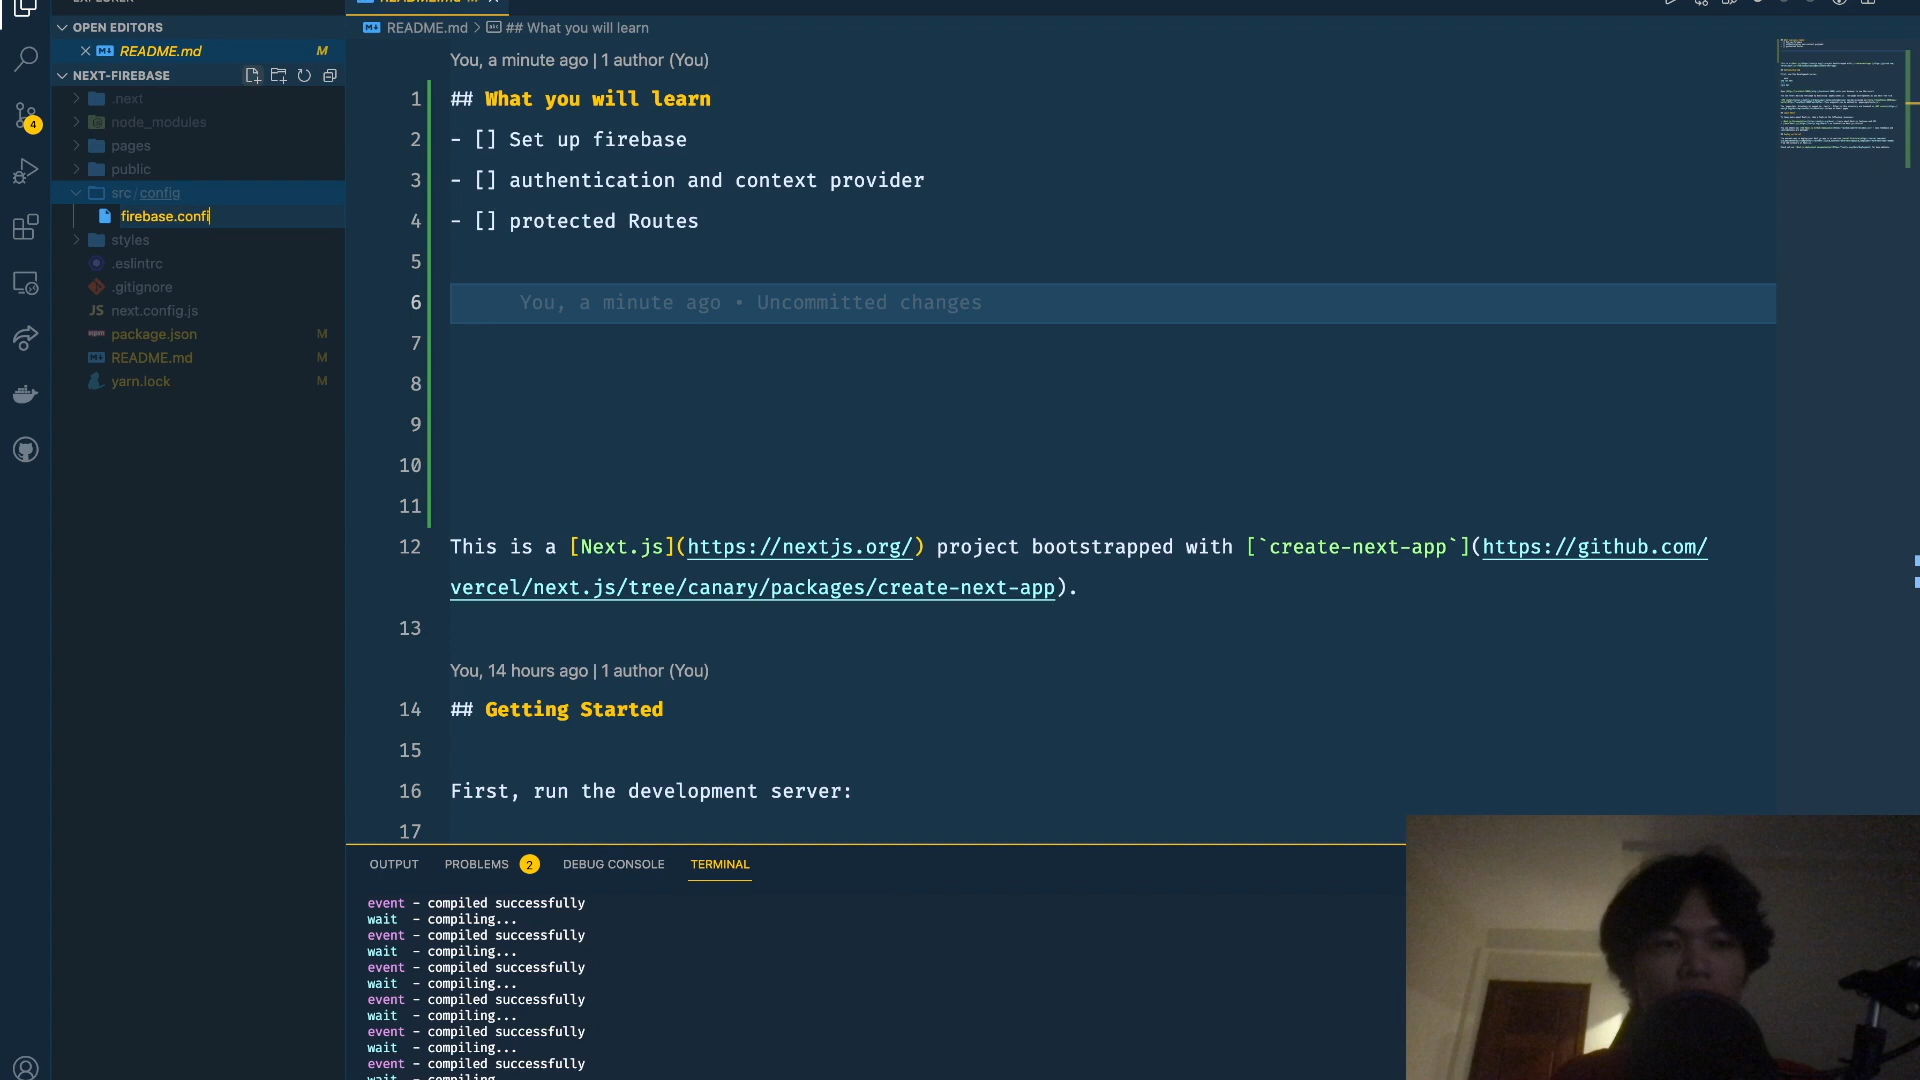 OPEN EDITORS
README.md M
NEXT-FIREBASE
.next
node_modules
pages
public
src / config
firebase.confi
styles
.eslintrc
.gitignore
JS next.config.js
package.json M
README.md M
yarn.lock M
4
README.md > ## What you will learn
You, a minute ago | 1 author (You)
1 ## What you will learn
2 - [] Set up firebase
3 - [] authentication and context provider
4 - [] protected Routes
5
6 You, a minute ago • Uncommitted changes
7
8
9
10
11
12 This is a [Next.js](https://nextjs.org/) project bootstrapped with [`create-next-app`](https://github.com/
vercel/next.js/tree/canary/packages/create-next-app).
13
You, 14 hours ago | 1 author (You)
14 ## Getting Started
15
16 First, run the development server:
17
OUTPUT PROBLEMS 2 DEBUG CONSOLE TERMINAL
event - compiled successfully
wait - compiling...
event - compiled successfully
wait - compiling...
event - compiled successfully
wait - compiling...
event - compiled successfully
wait - compiling...
event - compiled successfully
wait - compiling...
event - compiled successfully
wait - compiling...